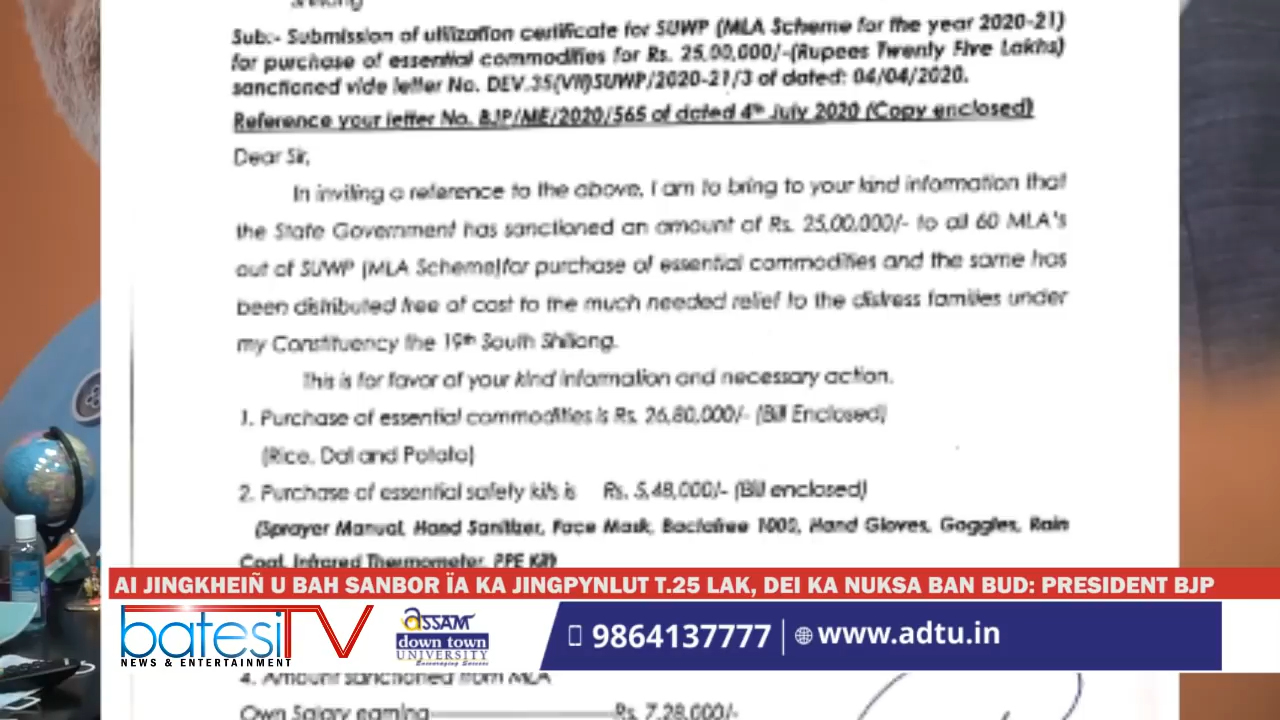 Shillong
Sub:- Submission of utilization certificate for SUWP (MLA Scheme for the year 2020-21)
for purchase of essential commodities for Rs. 25,00,000/-(Rupees Twenty Five Lakhs)
sanctioned vide letter No. DEV.35(VII)SUWP/2020-21/3 of dated: 04/04/2020.
Reference your letter No. BJP/ME/2020/565 of dated 4th July 2020 (Copy enclosed)
Dear Sir,
In inviting a reference to the above, I am to bring to your kind information that
the State Government has sanctioned an amount of Rs. 25,00,000/- to all 60 MLA's
out of SUWP (MLA Scheme)for purchase of essential commodities and the same has
been distributed free of cost to the much needed relief to the distress families under
my Constituency the 19th South Shillong.
This is for favor of your kind information and necessary action.
1. Purchase of essential commodities is Rs. 26,80,000/- (Bill Enclosed)
(Rice, Dal and Potato)
2. Purchase of essential safety kits is Rs. 5,48,000/- (Bill enclosed)
(Sprayer Manual, Hand Sanitizer, Face Mask, Hand Gloves, Goggles, Rain
Coat, Infrared Thermometer, PPE Kit)
AI JINGKHEIÑ U BAH SANBOR ÏA KA JINGPYNLUT T.25 LAK, DEI KA NUKSA BAN BUD: PRESIDENT BJP
batesi TV
NEWS & ENTERTAINMENT
ASSAM
down town
UNIVERSITY
Encouraging Success
9864137777
www.adtu.in
4. Amount sanctioned from MLA
Own Salary earning Rs. 7,28,000/-